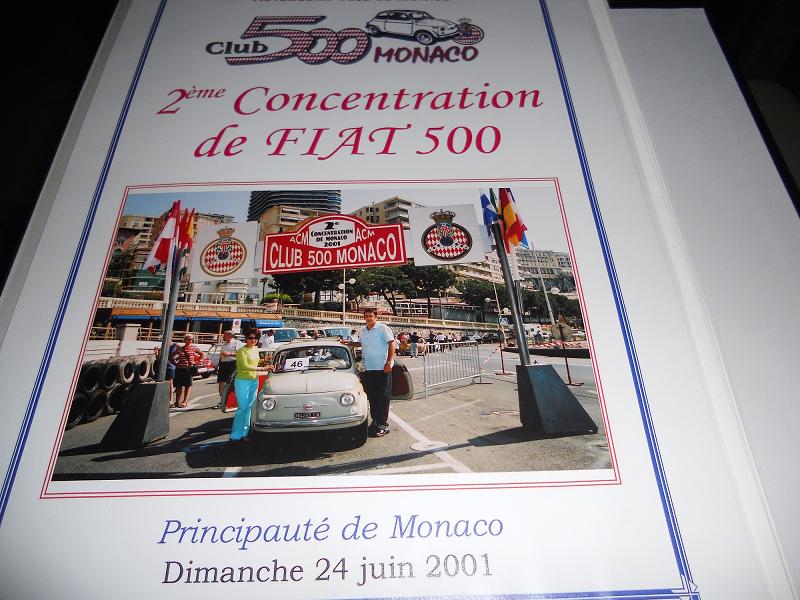 Club 500 MONACO
2ème Concentration
de FIAT 500
2e
CONCENTRATION
DE MONACO
2001
ACM ACM
CLUB 500 MONACO
46
Principauté de Monaco
Dimanche 24 juin 2001